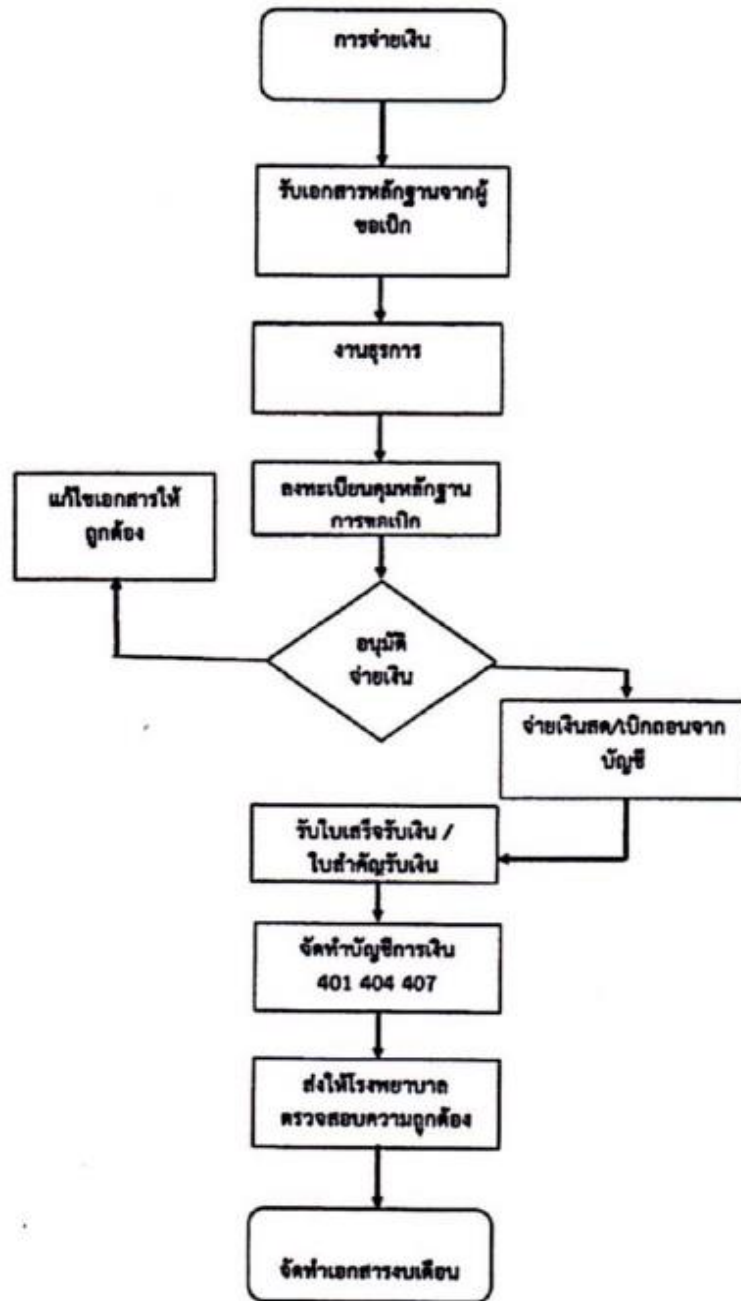 การจ่ายเงิน
รับเอกสารหลักฐานจากผู้
ขอเบิก
งานธุรการ
ลงทะเบียนคุมหลักฐาน
การขอเบิก
แก้ไขเอกสารให้
ถูกต้อง
อนุมัติ
จ่ายเงิน
จ่ายเงินสด/เบิกถอนจาก
บัญชี
รับใบเสร็จรับเงิน /
ใบสำคัญรับเงิน
จัดทำบัญชีการเงิน
401 404 407
ส่งให้โรงพยาบาล
ตรวจสอบความถูกต้อง
จัดทำเอกสารงบเดือน